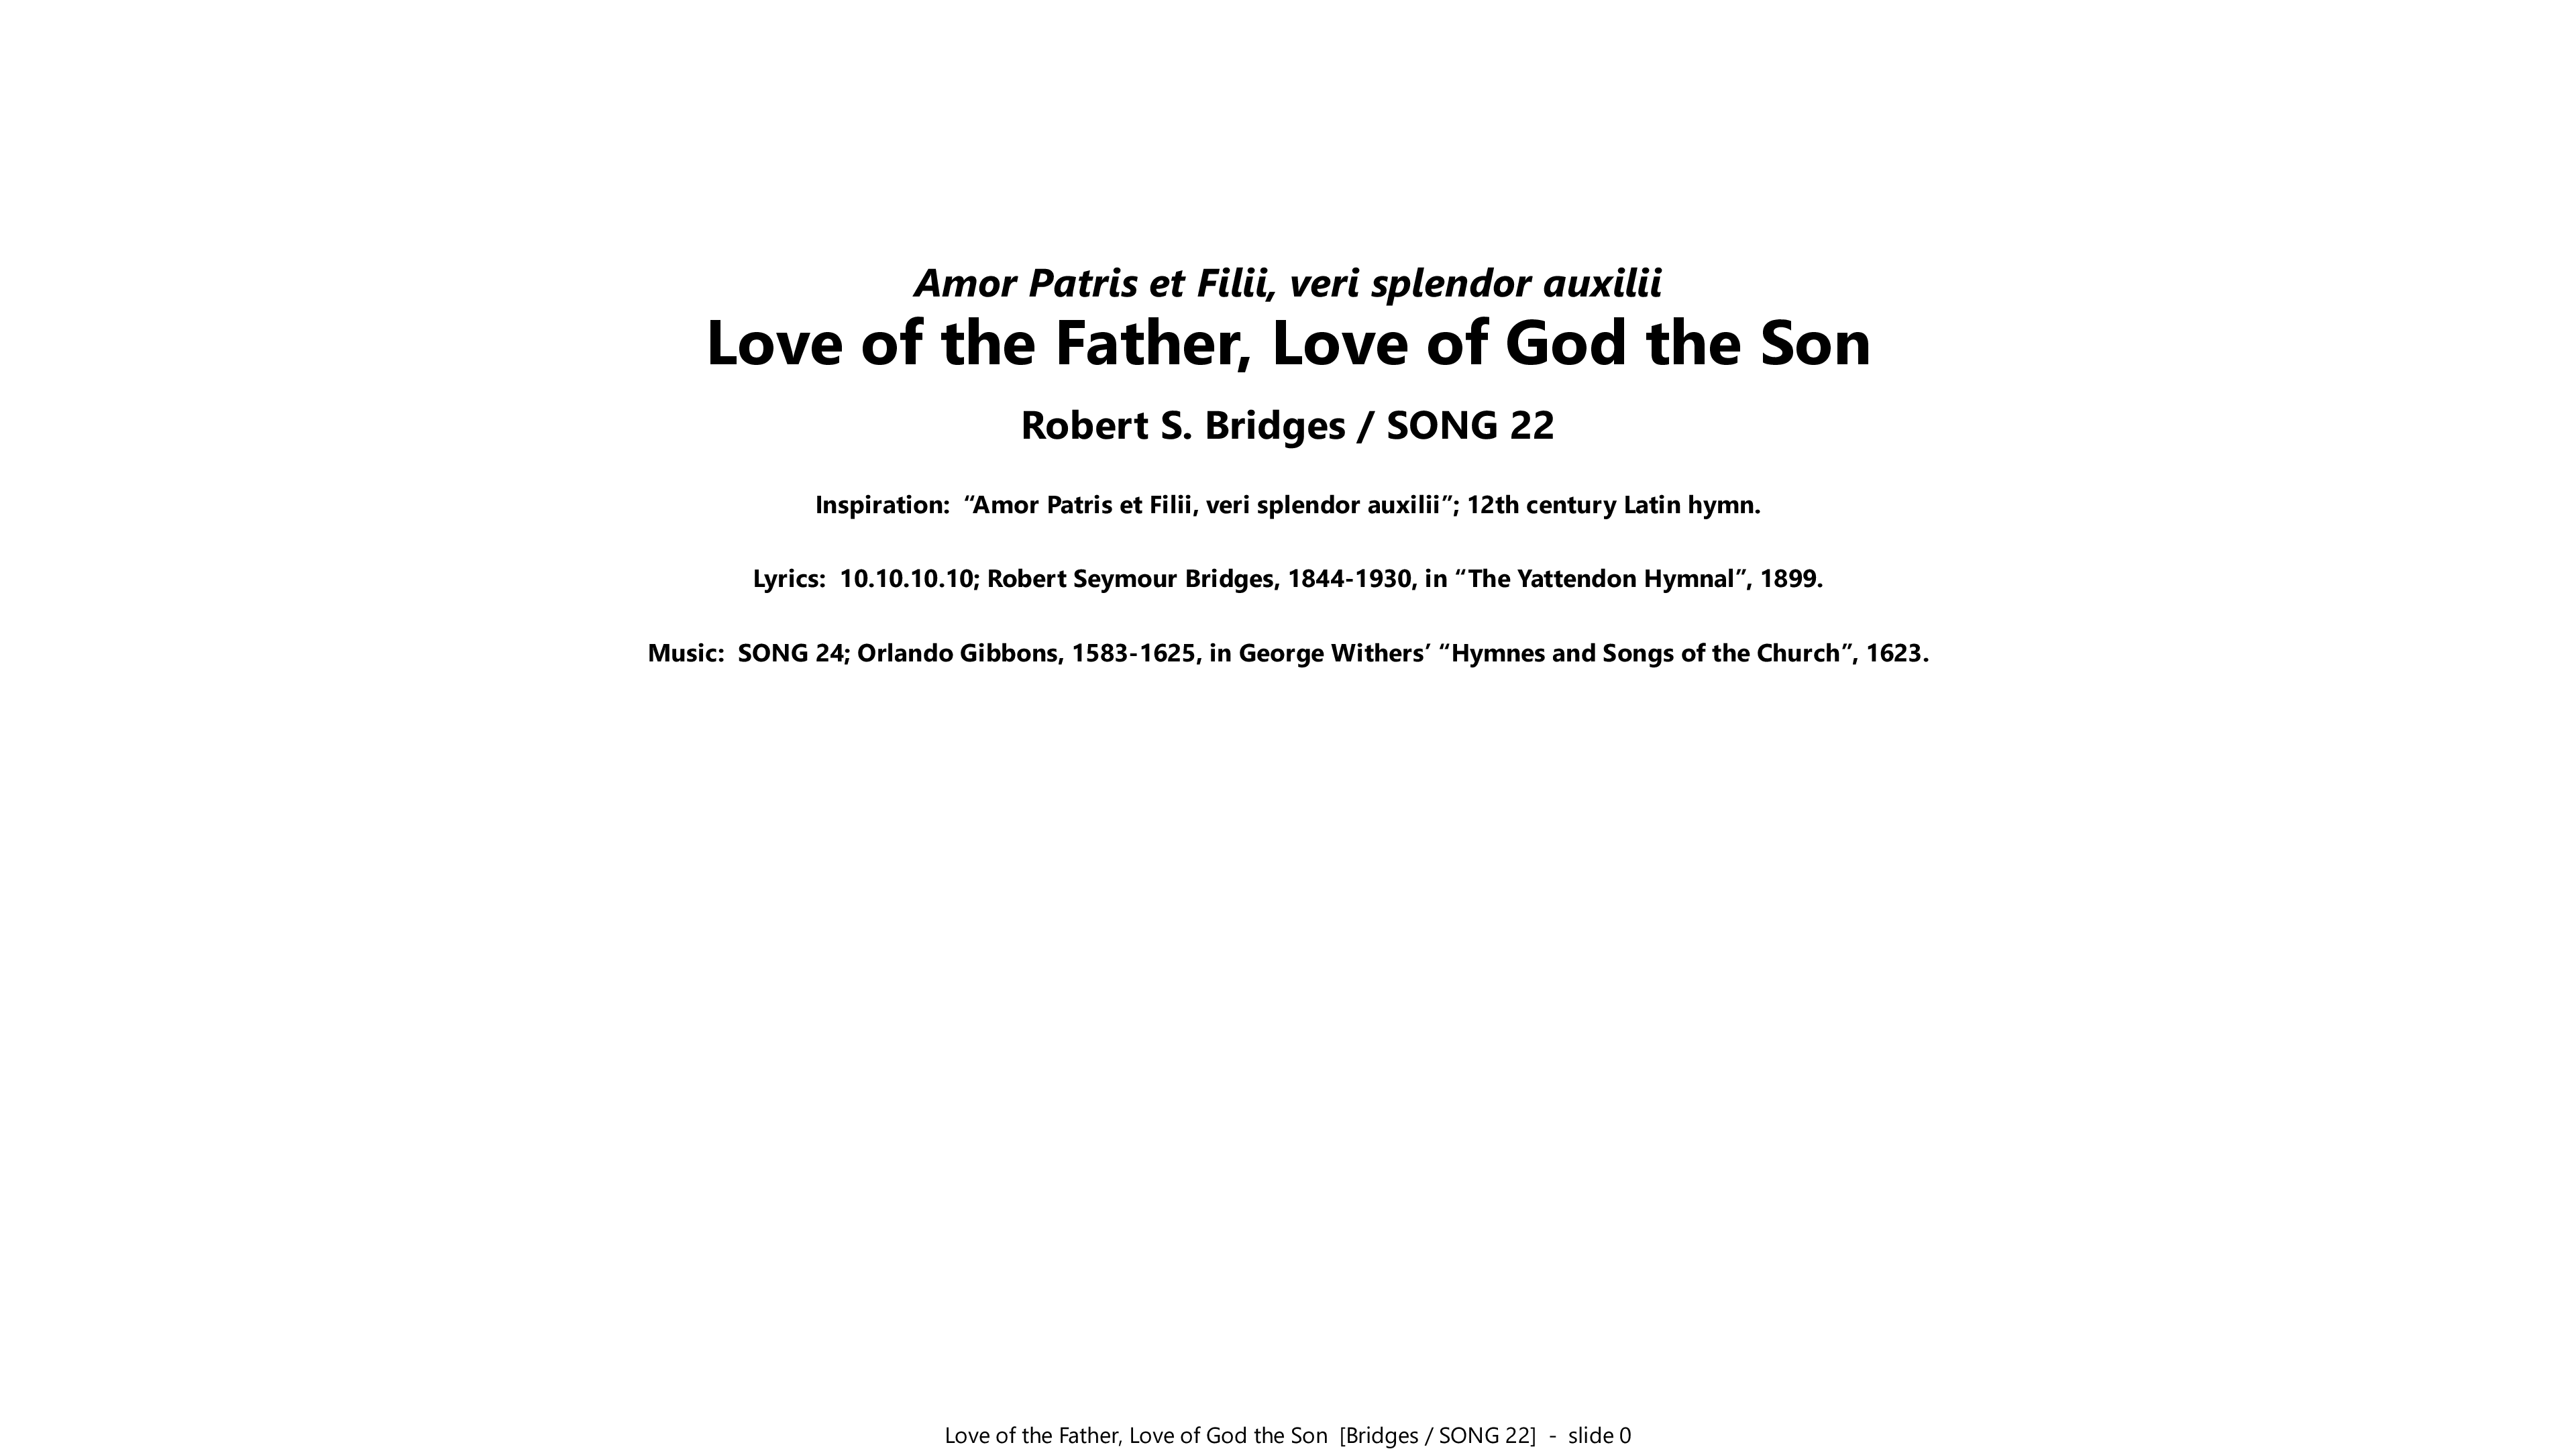 Amor Patris et Filii, veri splendor auxilii
Love of the Father, Love of God the Son
Robert S. Bridges / SONG 22
Inspiration:  “Amor Patris et Filii, veri splendor auxilii”; 12th century Latin hymn.
Lyrics:  10.10.10.10; Robert Seymour Bridges, 1844-1930, in “The Yattendon Hymnal”, 1899.
Music:  SONG 24; Orlando Gibbons, 1583-1625, in George Withers’ “Hymnes and Songs of the Church”, 1623.
Love of the Father, Love of God the Son  [Bridges / SONG 22]  -  slide 0